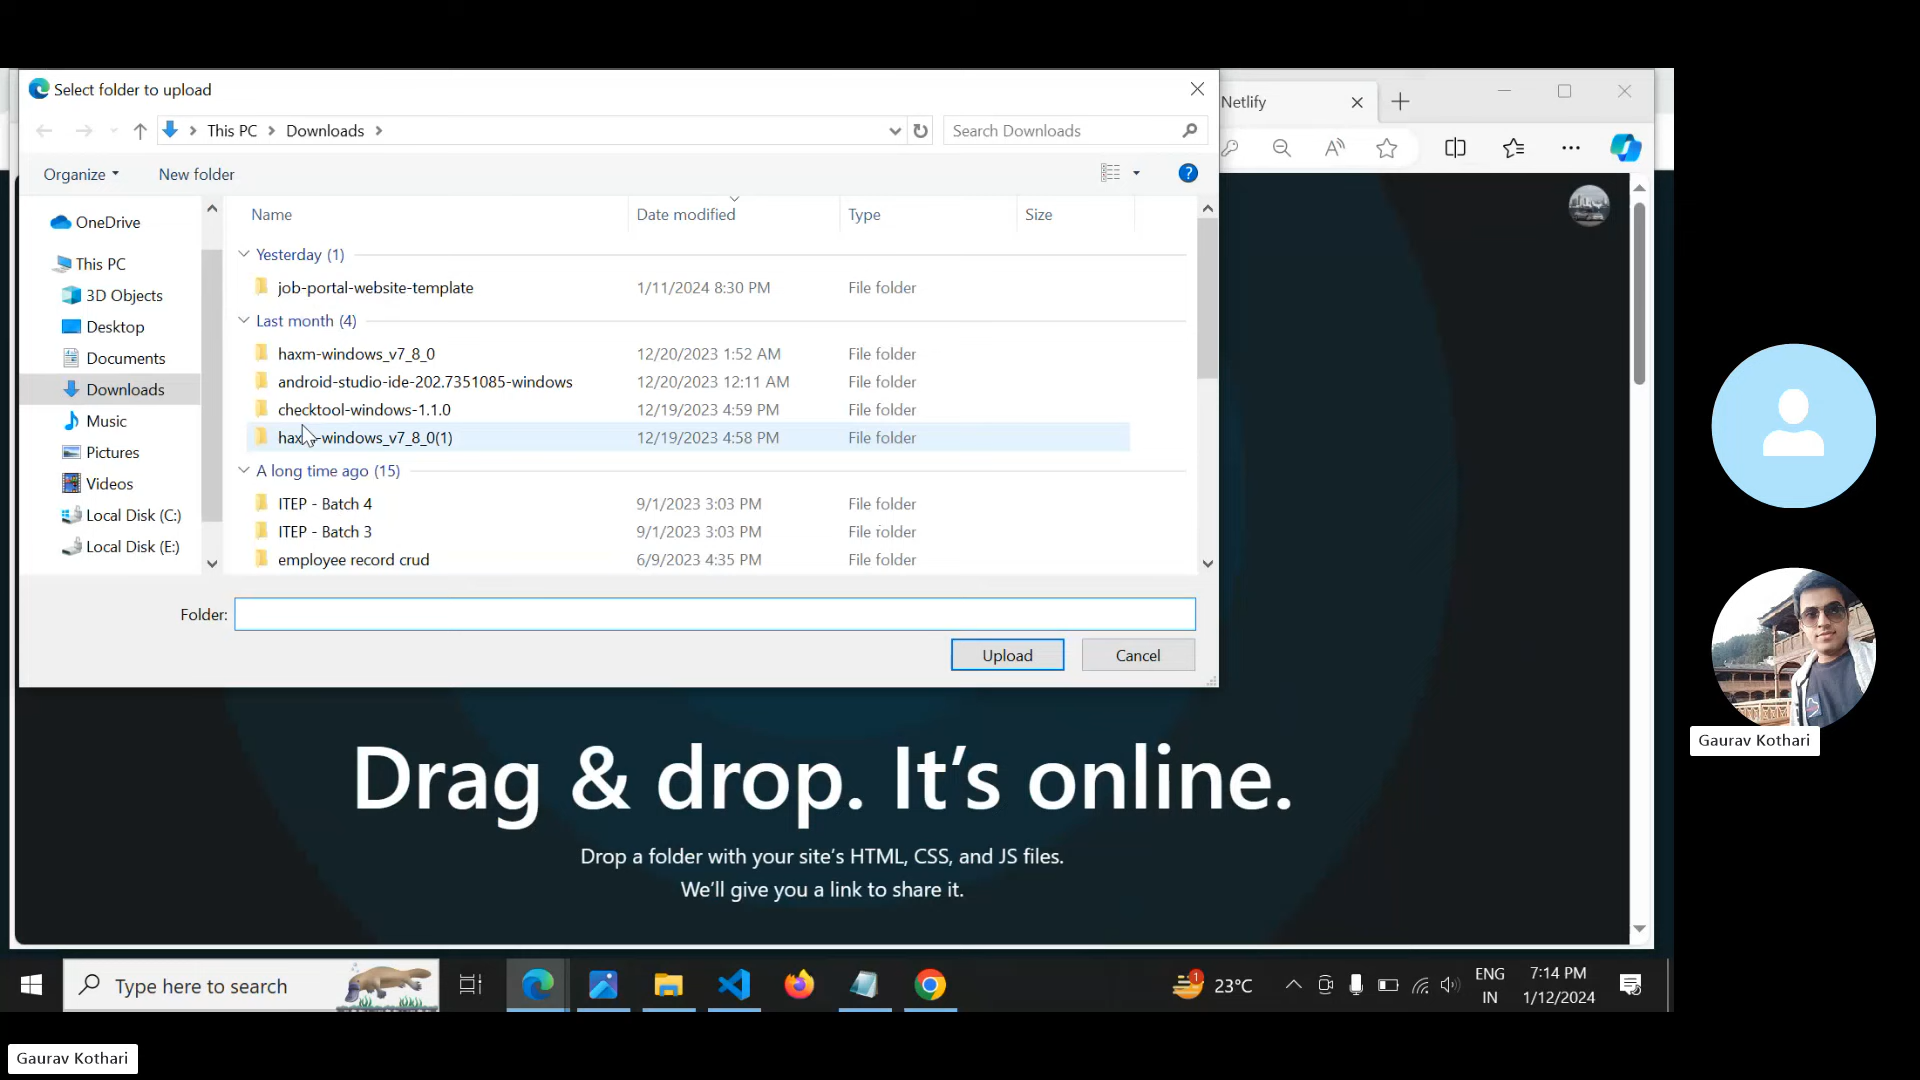 Select folder to upload
This PC
Downloads
Search Downloads
Organize
New folder
OneDrive
This PC
3D Objects
Desktop
Documents
Downloads
Music
Pictures
Videos
Local Disk (C:)
Local Disk (E:)
Name Date modified Type Size
Yesterday (1)
job-portal-website-template 1/11/2024 8:30 PM File folder
Last month (4)
haxm-windows_v7_8_0 12/20/2023 1:52 AM File folder
android-studio-ide-202.7351085-windows 12/20/2023 12:11 AM File folder
checktool-windows-1.1.0 12/19/2023 4:59 PM File folder
haxm-windows_v7_8_0(1) 12/19/2023 4:58 PM File folder
A long time ago (15)
ITEP - Batch 4 9/1/2023 3:03 PM File folder
ITEP - Batch 3 9/1/2023 3:03 PM File folder
employee record crud 6/9/2023 4:35 PM File folder
Folder:
Upload
Cancel
Netlify
Drag & drop. It’s online.
Drop a folder with your site’s HTML, CSS, and JS files.
We’ll give you a link to share it.
Type here to search
1
23°C
ENG
IN
7:14 PM
1/12/2024
Gaurav Kothari
Gaurav Kothari